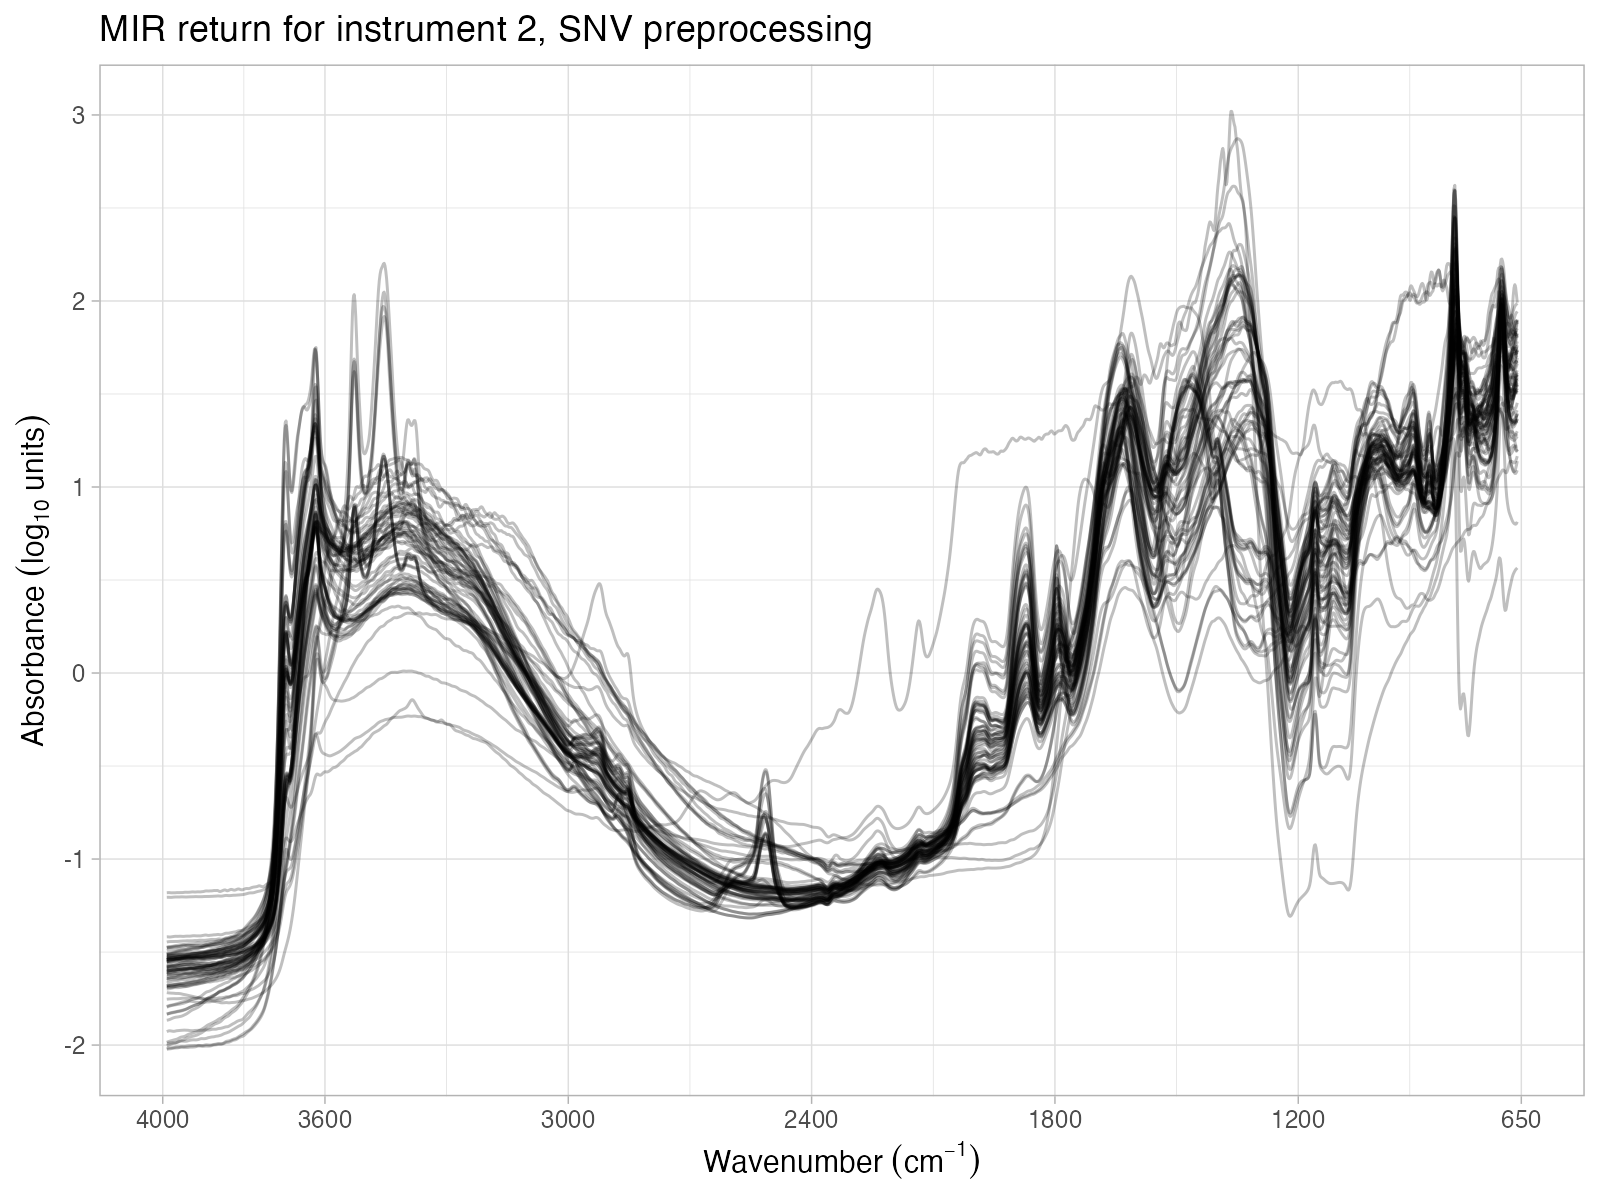 MIR return for instrument 2, SNV preprocessing
Absorbance (log₁₀ units)
3
2
1
0
-1
-2
4000 3600 3000 2400 1800 1200 650
Wavenumber (cm⁻¹)